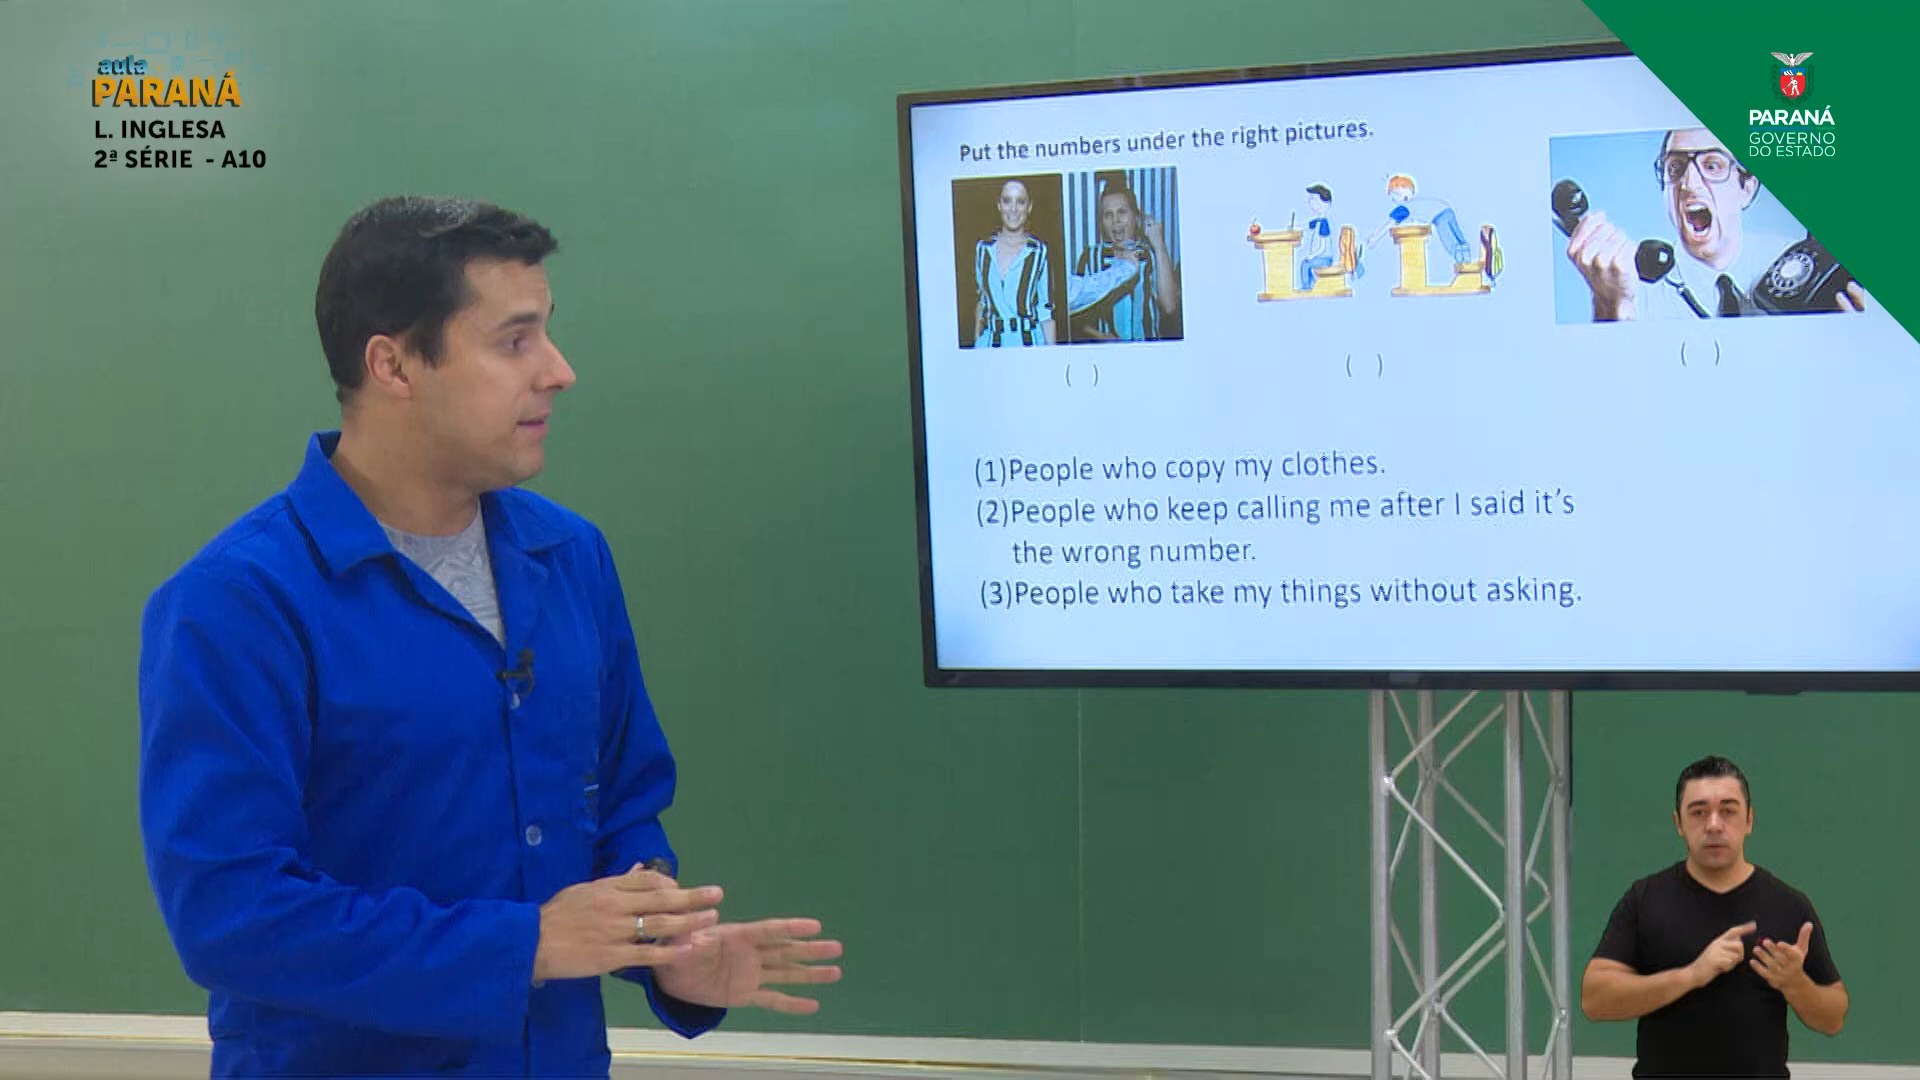 aula
PARANÁ
L. INGLESA
2ª SÉRIE - A10
PARANÁ
GOVERNO
DO ESTADO
Put the numbers under the right pictures.
( )
( )
( )
(1)People who copy my clothes.
(2)People who keep calling me after I said it's
the wrong number.
(3)People who take my things without asking.